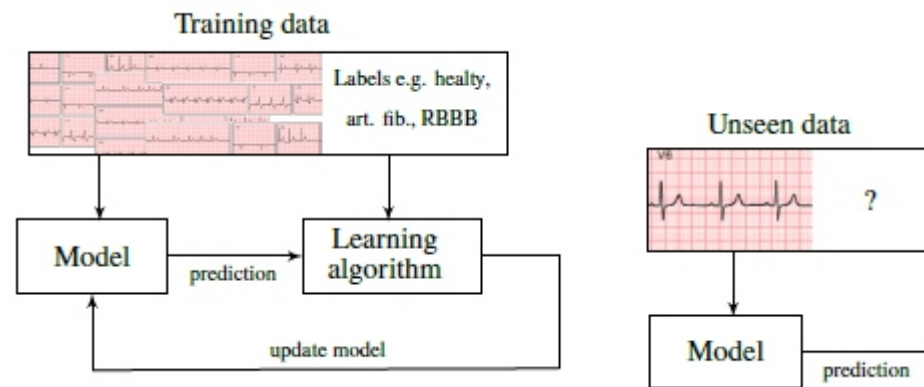 Training data
Labels e.g. healty,
art. fib., RBBB
Model
prediction
Learning
algorithm
update model
Unseen data
V6
?
Model
prediction